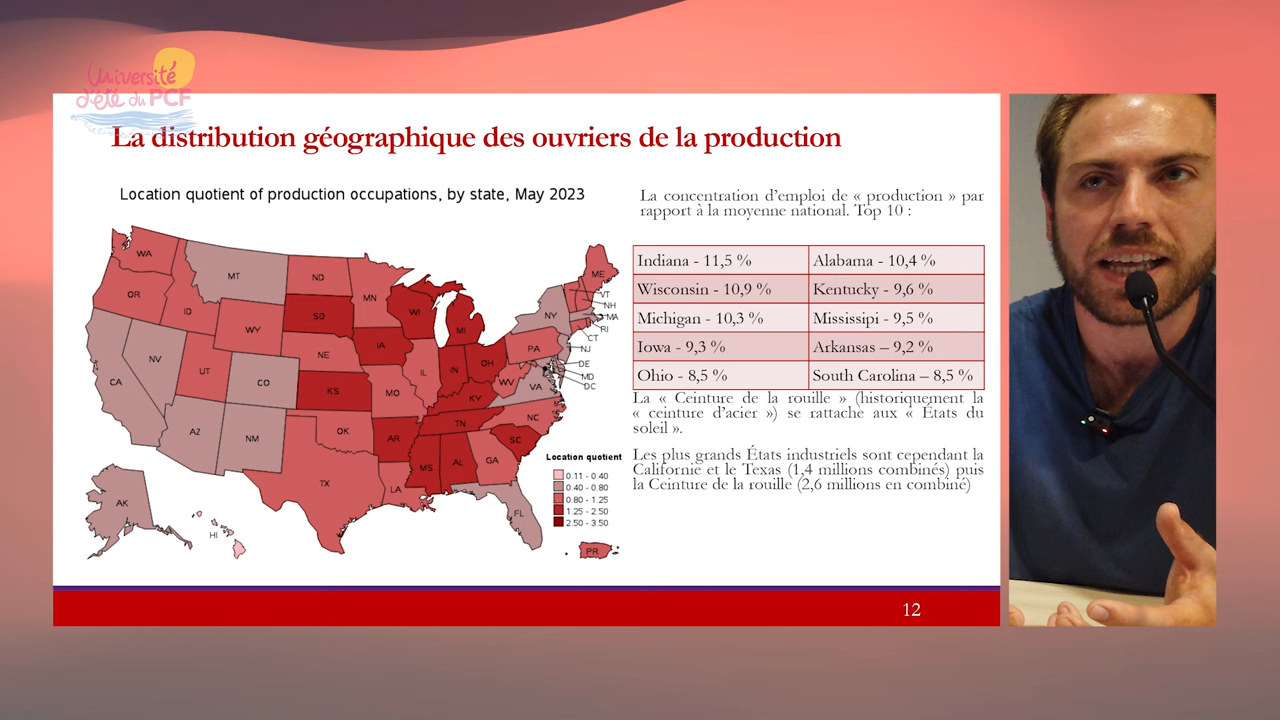 Université
d'été du PCF
La distribution géographique des ouvriers de la production
Location quotient of production occupations, by state, May 2023
WA
MT
ND
OR
ID
SD
MN
WI
MI
WY
NE
IA
NV
UT
CO
CA
KS
MO
IL
IN
OH
PA
NY
ME
VT
NH
MA
RI
CT
NJ
DE
MD
DC
WV
VA
KY
AZ
NM
OK
AR
TN
NC
SC
MS
AL
GA
TX
LA
FL
AK
HI
PR
Location quotient
0.11 - 0.40
0.40 - 0.80
0.80 - 1.25
1.25 - 2.50
2.50 - 3.50
La concentration d'emploi de « production » par
rapport à la moyenne national. Top 10 :
Indiana - 11,5 % Alabama - 10,4 %
Wisconsin - 10,9 % Kentucky - 9,6 %
Michigan - 10,3 % Mississipi - 9,5 %
Iowa - 9,3 % Arkansas – 9,2 %
Ohio - 8,5 % South Carolina – 8,5 %
La « Ceinture de la rouille » (historiquement la
« ceinture d'acier ») se rattache aux « États du
soleil ».
Les plus grands États industriels sont cependant la
Californie et le Texas (1,4 millions combinés) puis
la Ceinture de la rouille (2,6 millions en combiné)
12